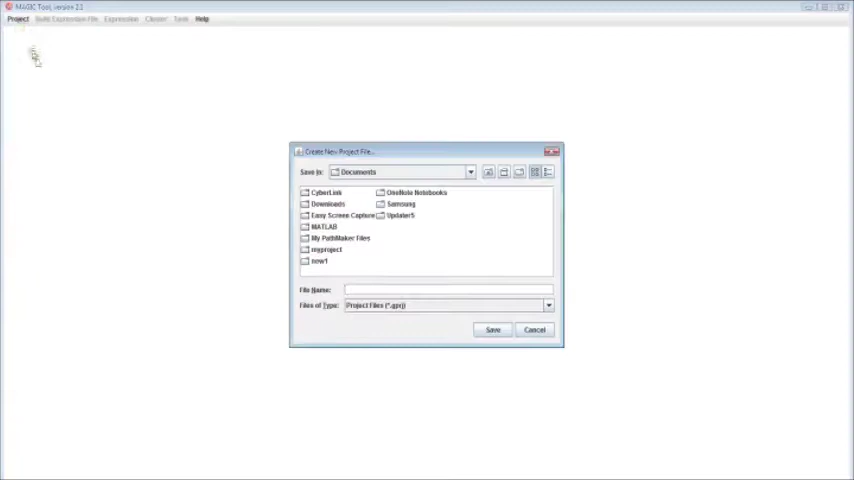 MAGIC Tool, version 2.1
Project Build Expression File Expression Cluster Task Help
Create New Project File...
Save In: Documents
CyberLink OneNote Notebooks
Downloads Samsung
Easy Screen Capture Updater5
MATLAB
My PathMaker Files
myproject
new1
File Name:
Files of Type: Project Files (*.gprj)
Save Cancel